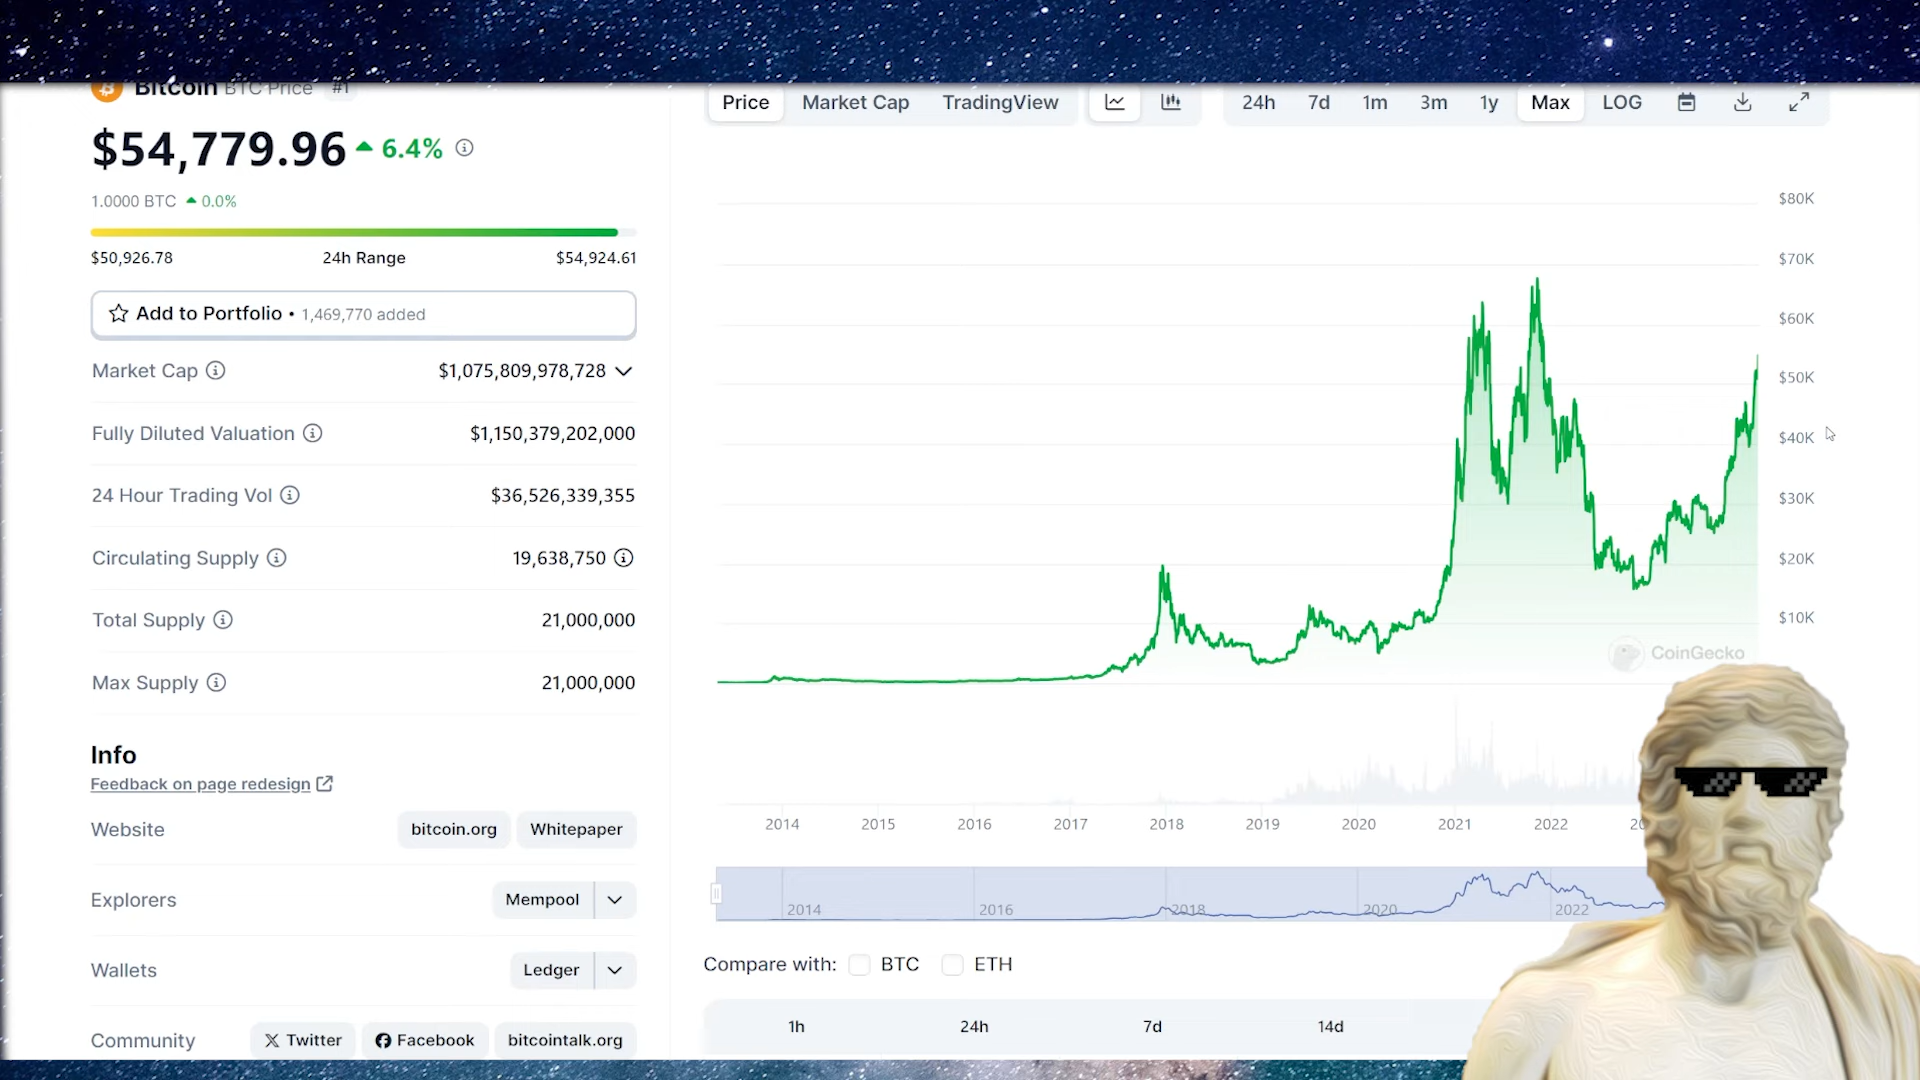 Bitcoin BTC Price #1
$54,779.96 6.4%
1.0000 BTC 0.0%
$50,926.78 24h Range $54,924.61
Add to Portfolio • 1,469,770 added
Market Cap $1,075,809,978,728
Fully Diluted Valuation $1,150,379,202,000
24 Hour Trading Vol $36,526,339,355
Circulating Supply 19,638,750
Total Supply 21,000,000
Max Supply 21,000,000
Info
Feedback on page redesign
Website bitcoin.org Whitepaper
Explorers Mempool
Wallets Ledger
Community Twitter Facebook bitcointalk.org
Price Market Cap TradingView 24h 7d 1m 3m 1y Max LOG
$80K
$70K
$60K
$50K
$40K
$30K
$20K
$10K
CoinGecko
2014 2015 2016 2017 2018 2019 2020 2021 2022
2014 2016 2018 2020 2022
Compare with: BTC ETH
1h 24h 7d 14d